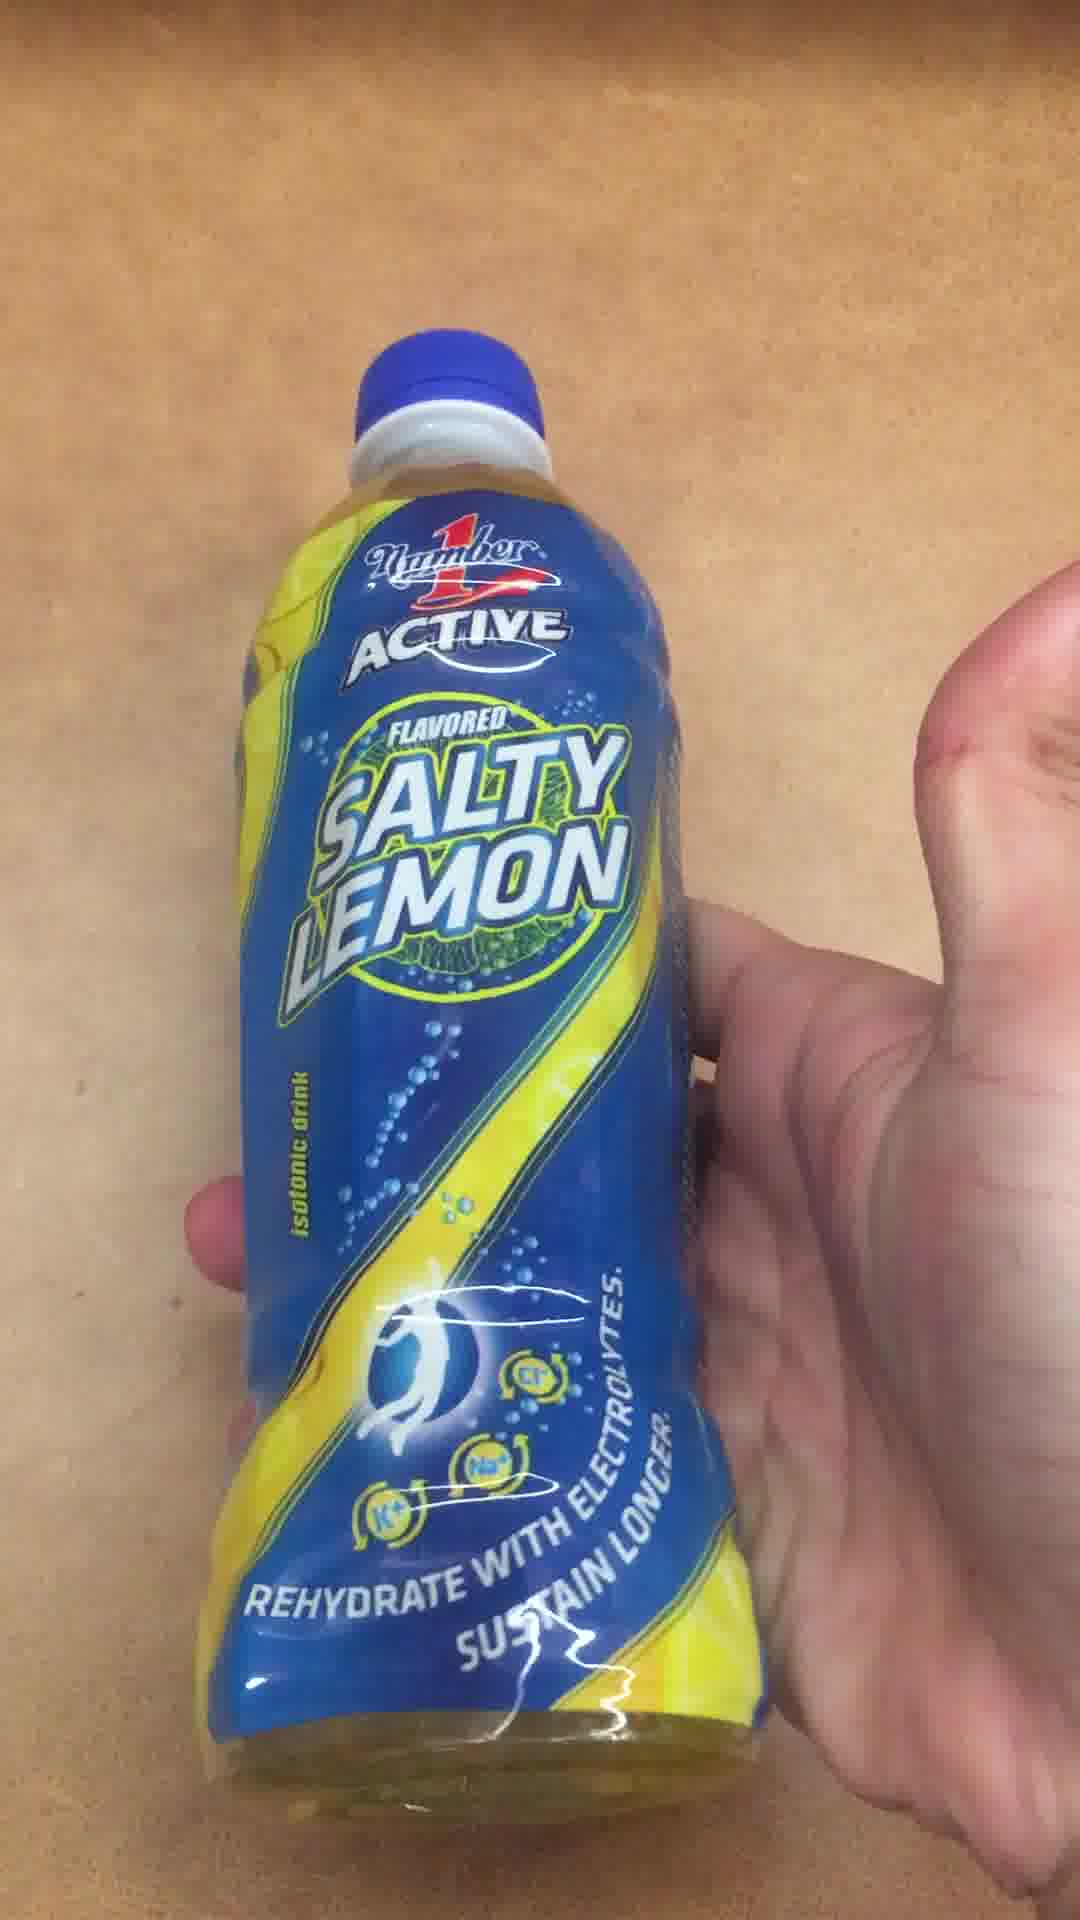 Number 1
ACTIVE
FLAVORED
SALTY
LEMON
isotonic drink
Cl-
Na+
K+
REHYDRATE WITH ELECTROLYTES.
SUSTAIN LONGER.